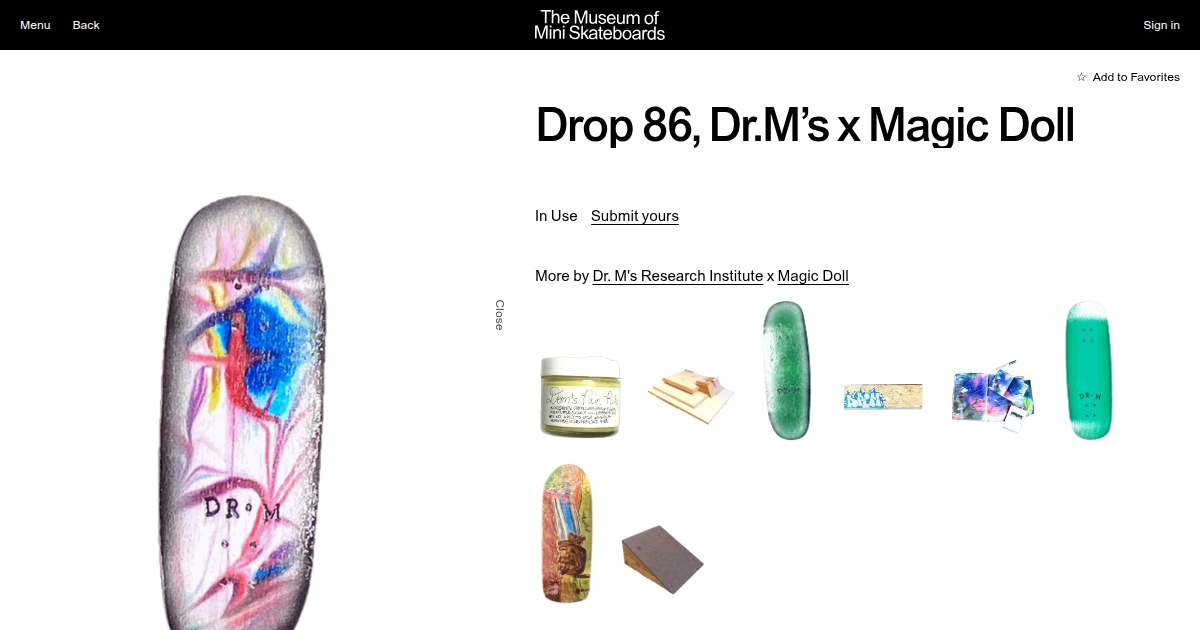 Menu
Back
The Museum of
Mini Skateboards
Sign in
☆ Add to Favorites
Drop 86, Dr.M’s x Magic Doll
In Use
Submit yours
More by Dr. M's Research Institute x Magic Doll
Close
DR M
DR M